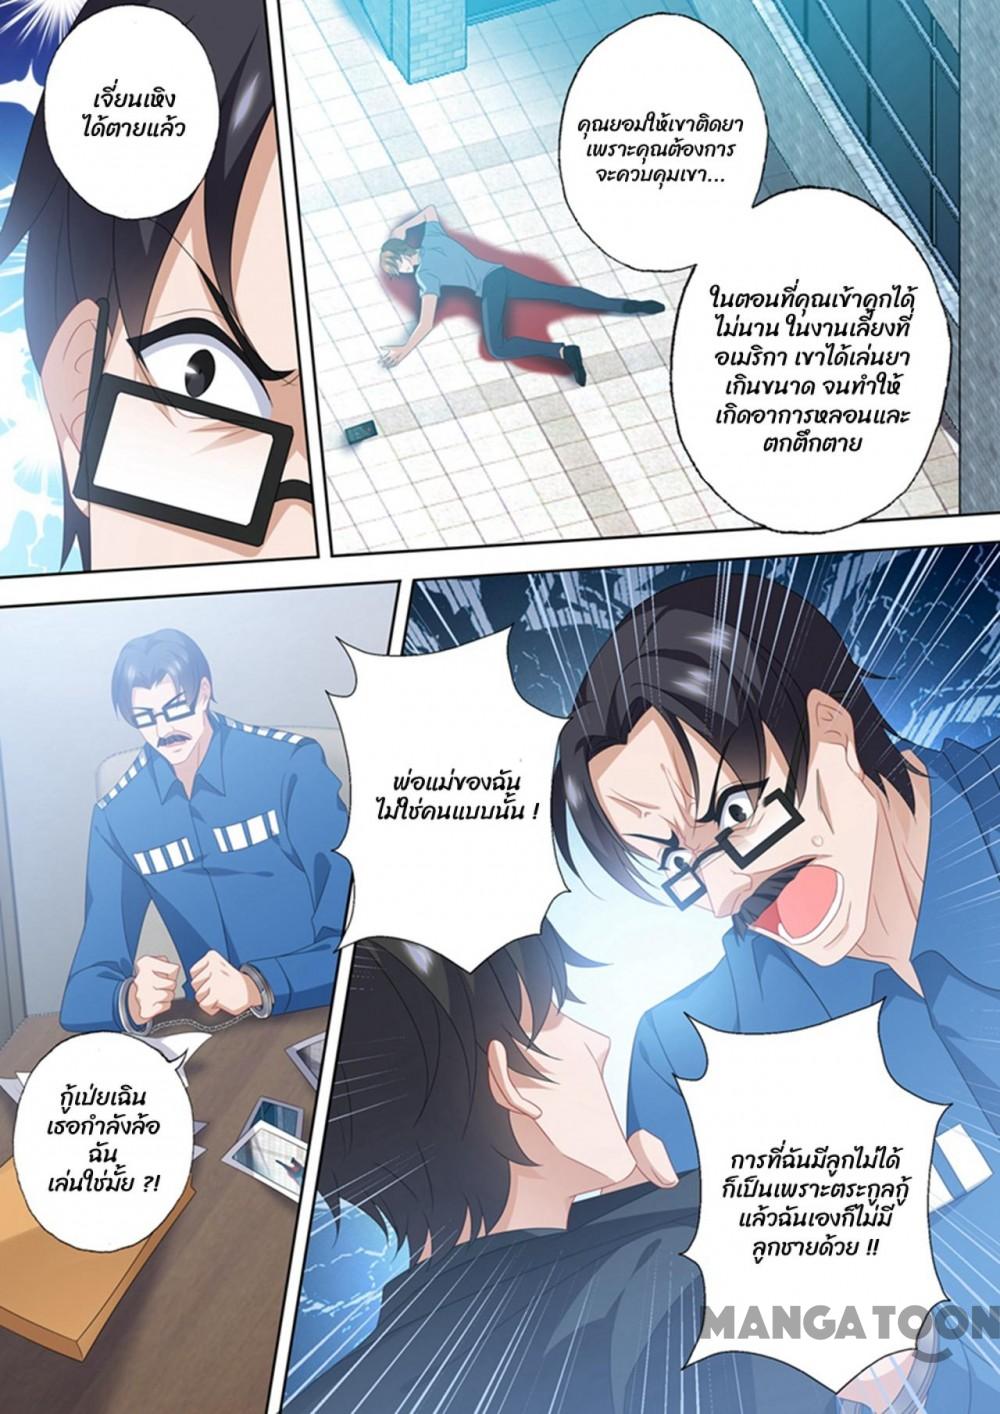 เจี่ยนเหิง
ได้ตายแล้ว
คุณยอมให้เขาติดยา
เพราะคุณต้องการ
จะควบคุมเขา...
ในตอนที่คุณเข้าคุกได้
ไม่นาน ในงานเลี้ยงที่
อเมริกา เขาได้เล่นยา
เกินขนาด จนทำให้
เกิดอาการหลอนและ
ตกตึกตาย
พ่อแม่ของฉัน
ไม่ใช่คนแบบนั้น !
กู้เป่ยเฉิน
เธอกำลังล้อ
ฉัน
เล่นใช่มั้ย ?!
การที่ฉันมีลูกไม่ได้
ก็เป็นเพราะตระกูลกู้
แล้วฉันเองก็ไม่มี
ลูกชายด้วย !!
MANGATOON